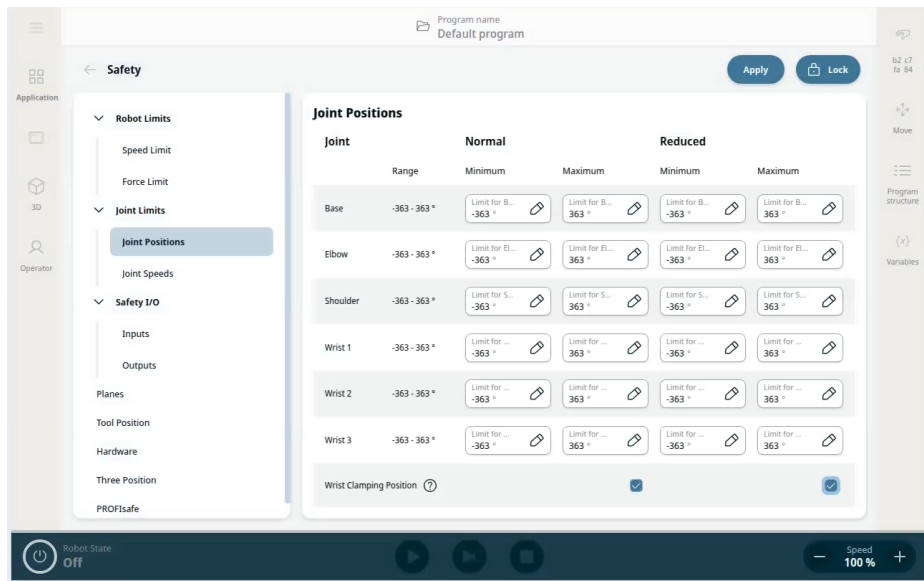 Program name
Default program
b2 c7
fa 84
Safety
Apply
Lock
Application
3D
Operator
Move
Program
structure
{x}
Variables
Robot Limits
Speed Limit
Force Limit
Joint Limits
Joint Positions
Joint Speeds
Safety I/O
Inputs
Outputs
Planes
Tool Position
Hardware
Three Position
PROFIsafe
Joint Positions
Joint Normal Reduced
Range Minimum Maximum Minimum Maximum
Limit for B... Limit for B... Limit for B... Limit for B...
Base -363 - 363 ° -363 ° 363 ° -363 ° 363 °
Limit for El... Limit for El... Limit for El... Limit for El...
Elbow -363 - 363 ° -363 ° 363 ° -363 ° 363 °
Limit for S... Limit for S... Limit for S... Limit for S...
Shoulder -363 - 363 ° -363 ° 363 ° -363 ° 363 °
Limit for ... Limit for ... Limit for ... Limit for ...
Wrist 1 -363 - 363 ° -363 ° 363 ° -363 ° 363 °
Limit for ... Limit for ... Limit for ... Limit for ...
Wrist 2 -363 - 363 ° -363 ° 363 ° -363 ° 363 °
Limit for ... Limit for ... Limit for ... Limit for ...
Wrist 3 -363 - 363 ° -363 ° 363 ° -363 ° 363 °
Wrist Clamping Position ?
Robot State
Off
Speed
100 %